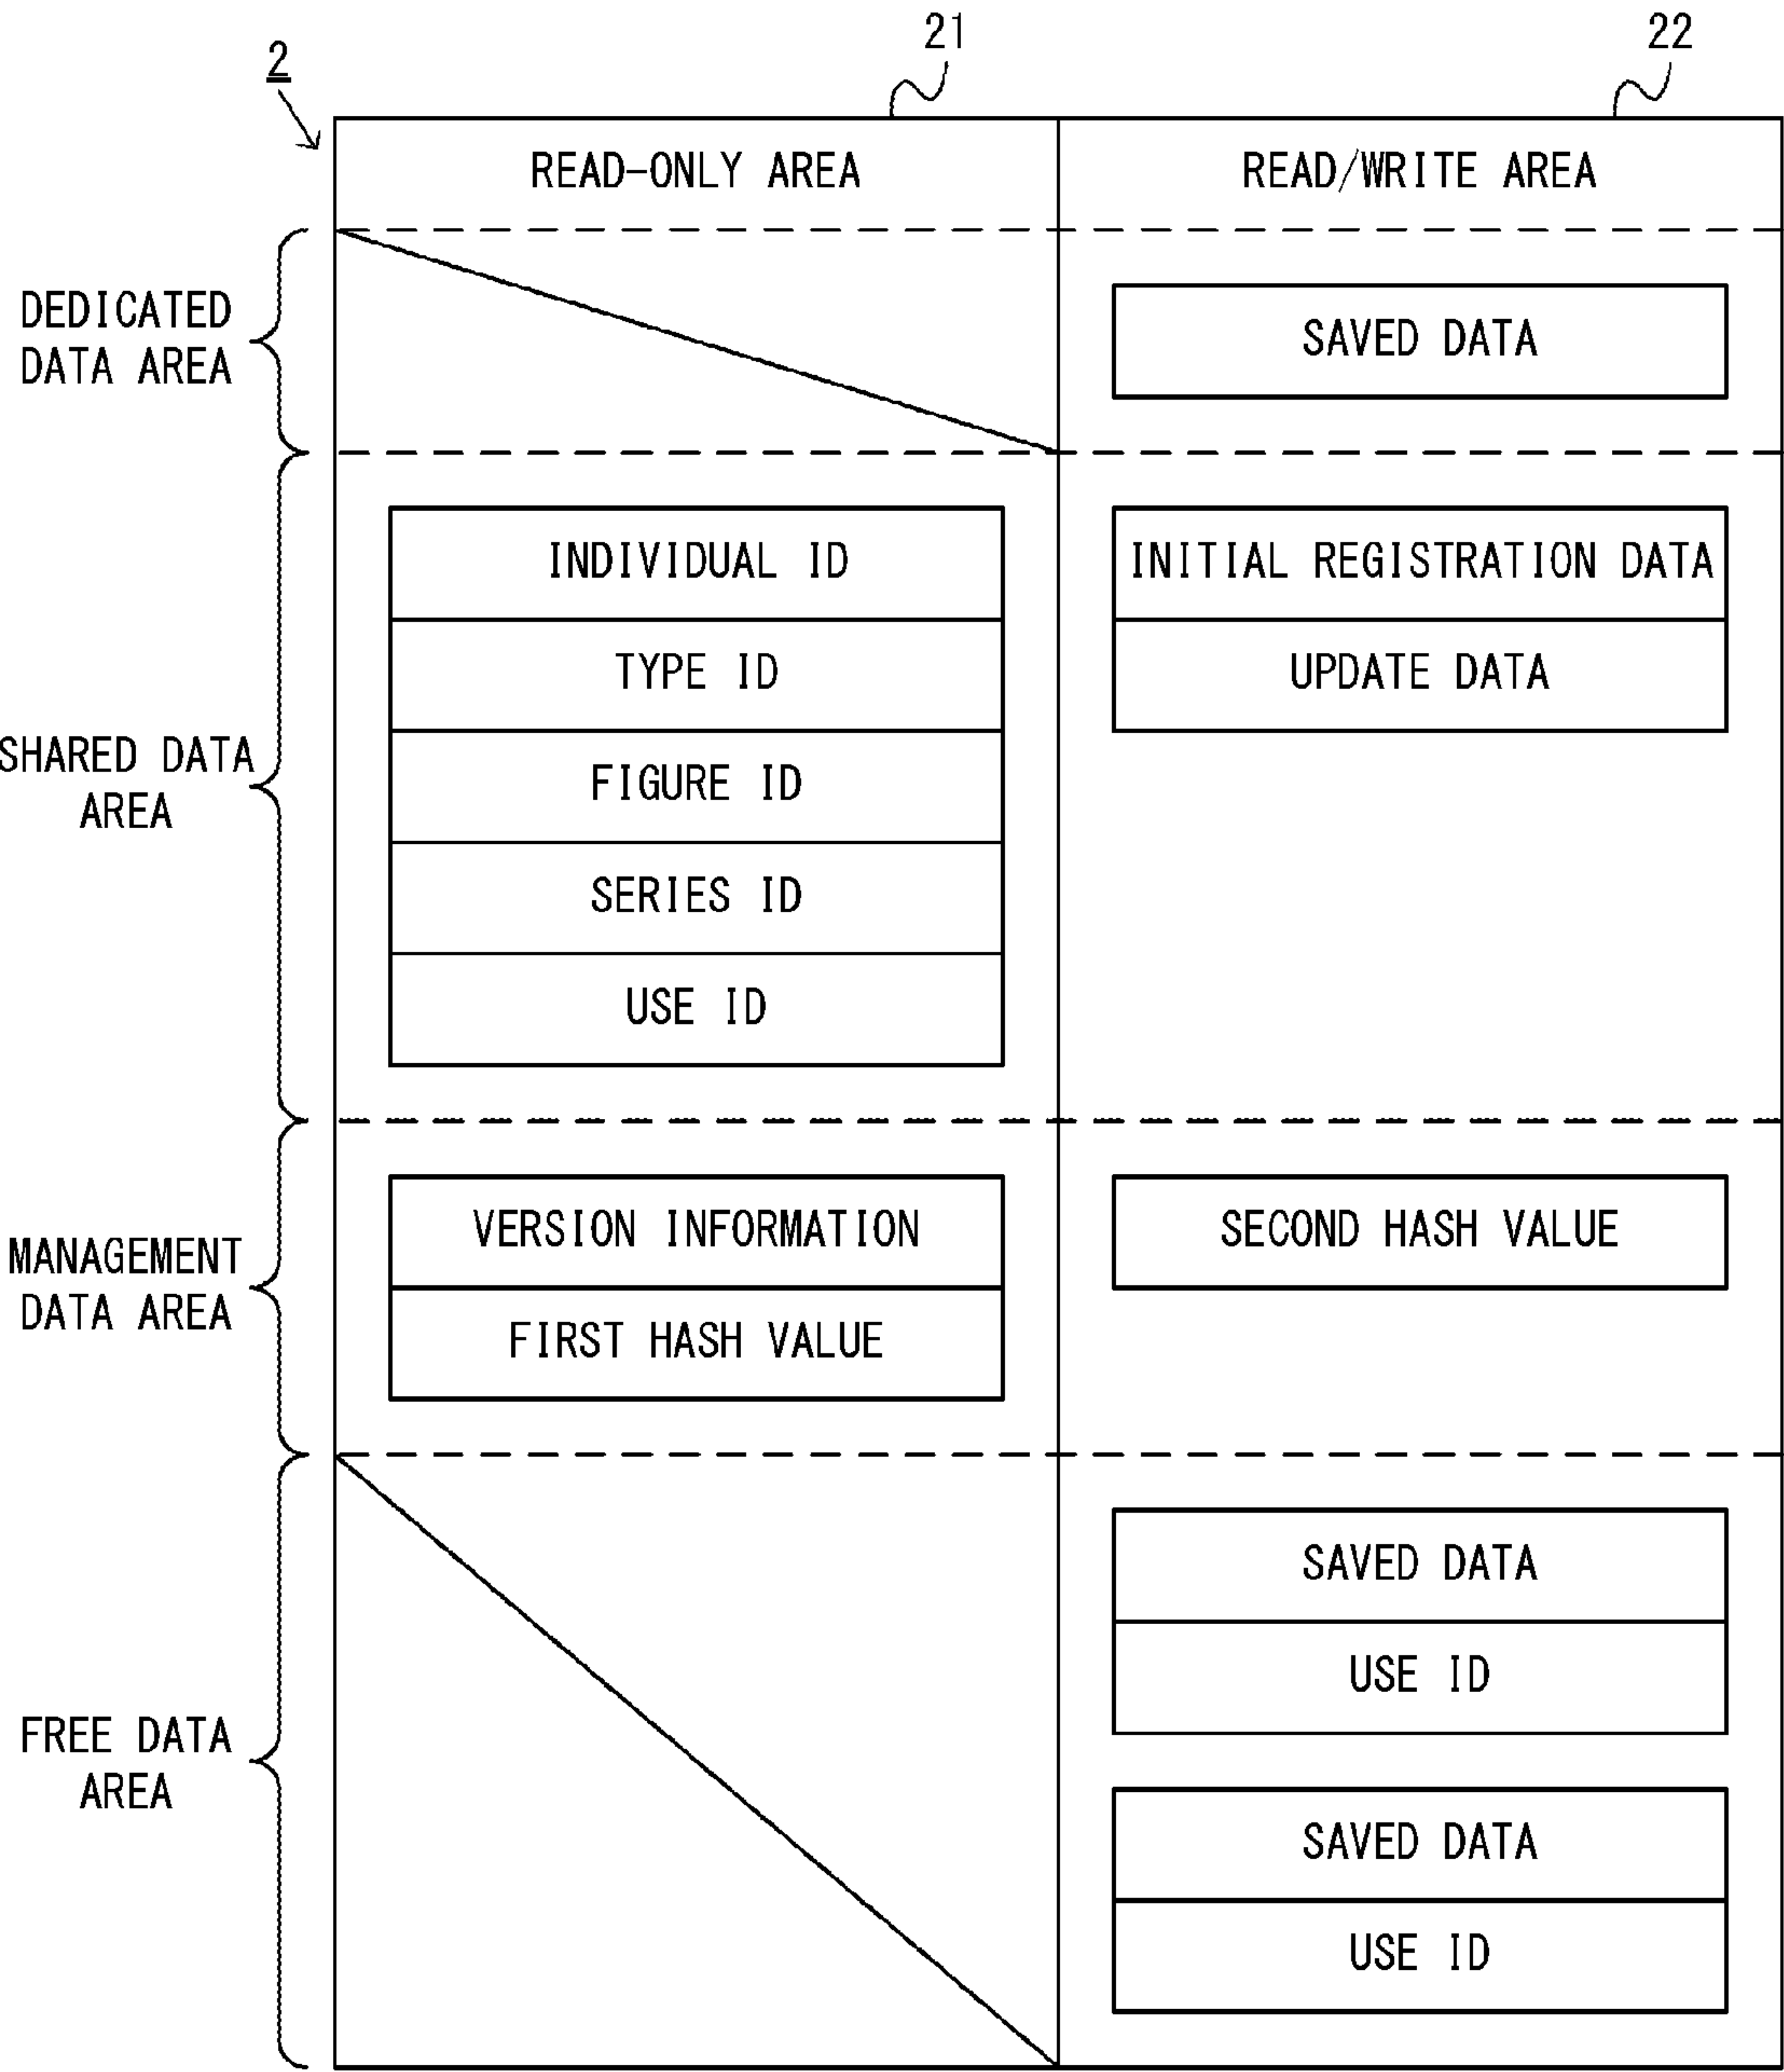 2
21
22
READ-ONLY AREA
READ/WRITE AREA
DEDICATED
DATA AREA
SAVED DATA
SHARED DATA
AREA
INDIVIDUAL ID
TYPE ID
FIGURE ID
SERIES ID
USE ID
INITIAL REGISTRATION DATA
UPDATE DATA
MANAGEMENT
DATA AREA
VERSION INFORMATION
FIRST HASH VALUE
SECOND HASH VALUE
FREE DATA
AREA
SAVED DATA
USE ID
SAVED DATA
USE ID